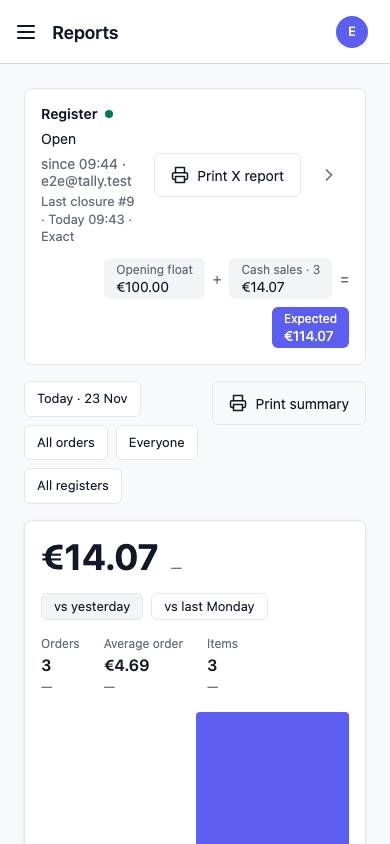 Reports
E
Register
Open
since 09:44 ·
e2e@tally.test
Last closure #9
· Today 09:43 ·
Exact
Print X report
Opening float
€100.00
+
Cash sales · 3
€14.07
=
Expected
€114.07
Today · 23 Nov
Print summary
All orders
Everyone
All registers
€14.07 —
vs yesterday
vs last Monday
Orders
3
—
Average order
€4.69
—
Items
3
—